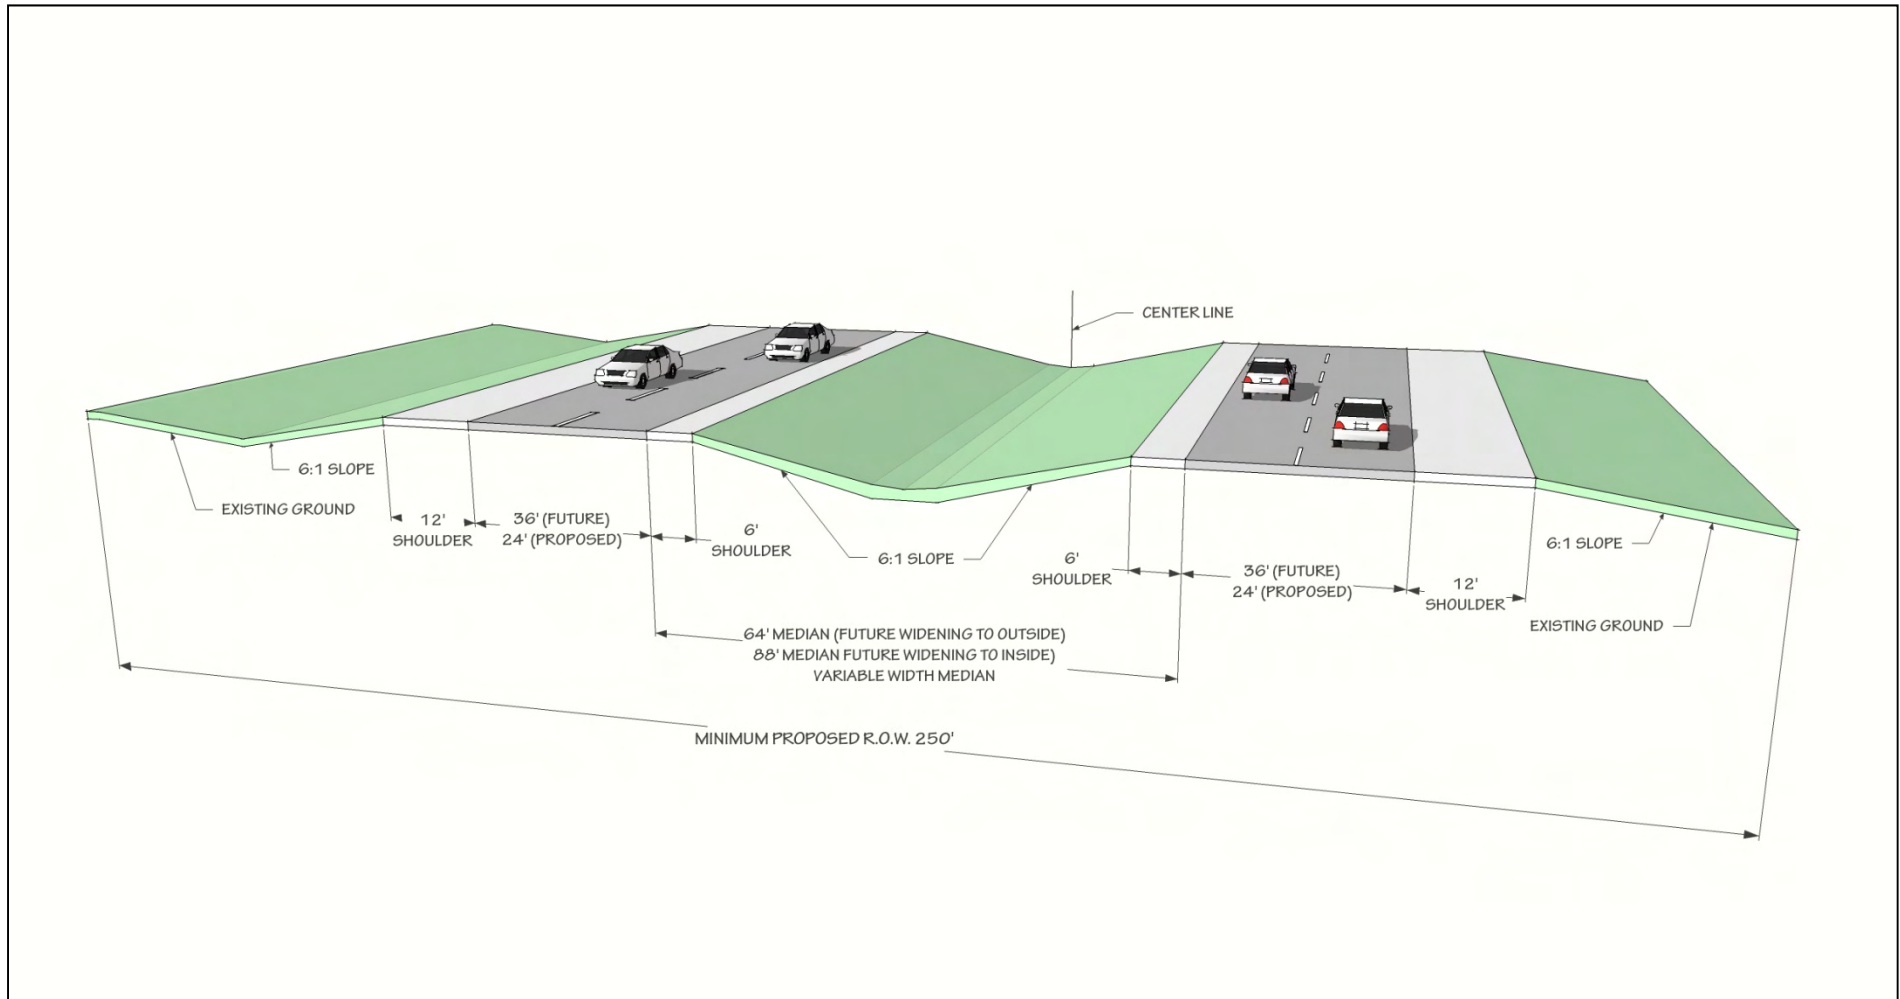 CENTER LINE
6:1 SLOPE
EXISTING GROUND
12'
SHOULDER
36' (FUTURE)
24' (PROPOSED)
6'
SHOULDER
6:1 SLOPE
6'
SHOULDER
36' (FUTURE)
24' (PROPOSED)
12'
SHOULDER
6:1 SLOPE
EXISTING GROUND
64' MEDIAN (FUTURE WIDENING TO OUTSIDE)
88' MEDIAN FUTURE WIDENING TO INSIDE)
VARIABLE WIDTH MEDIAN
MINIMUM PROPOSED R.O.W. 250'